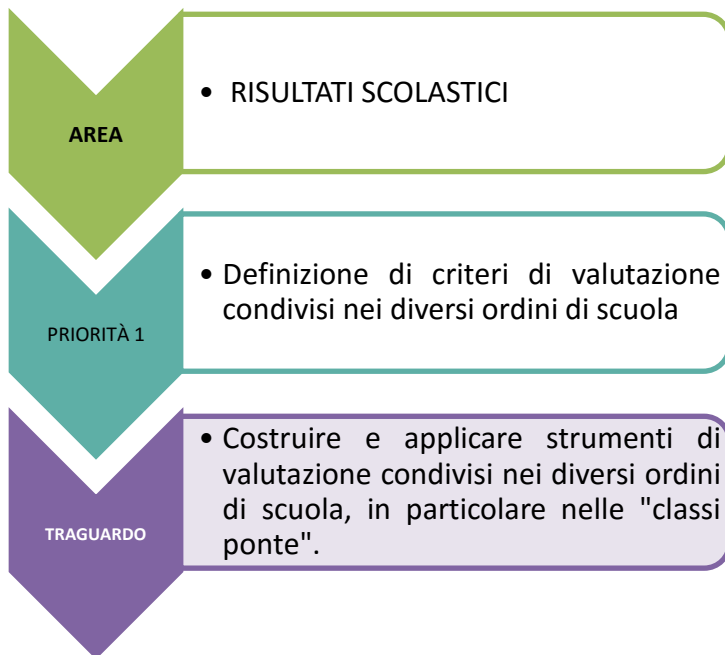 AREA
• RISULTATI SCOLASTICI
PRIORITÀ 1
• Definizione di criteri di valutazione
condivisi nei diversi ordini di scuola
TRAGUARDO
• Costruire e applicare strumenti di
valutazione condivisi nei diversi ordini
di scuola, in particolare nelle "classi
ponte".